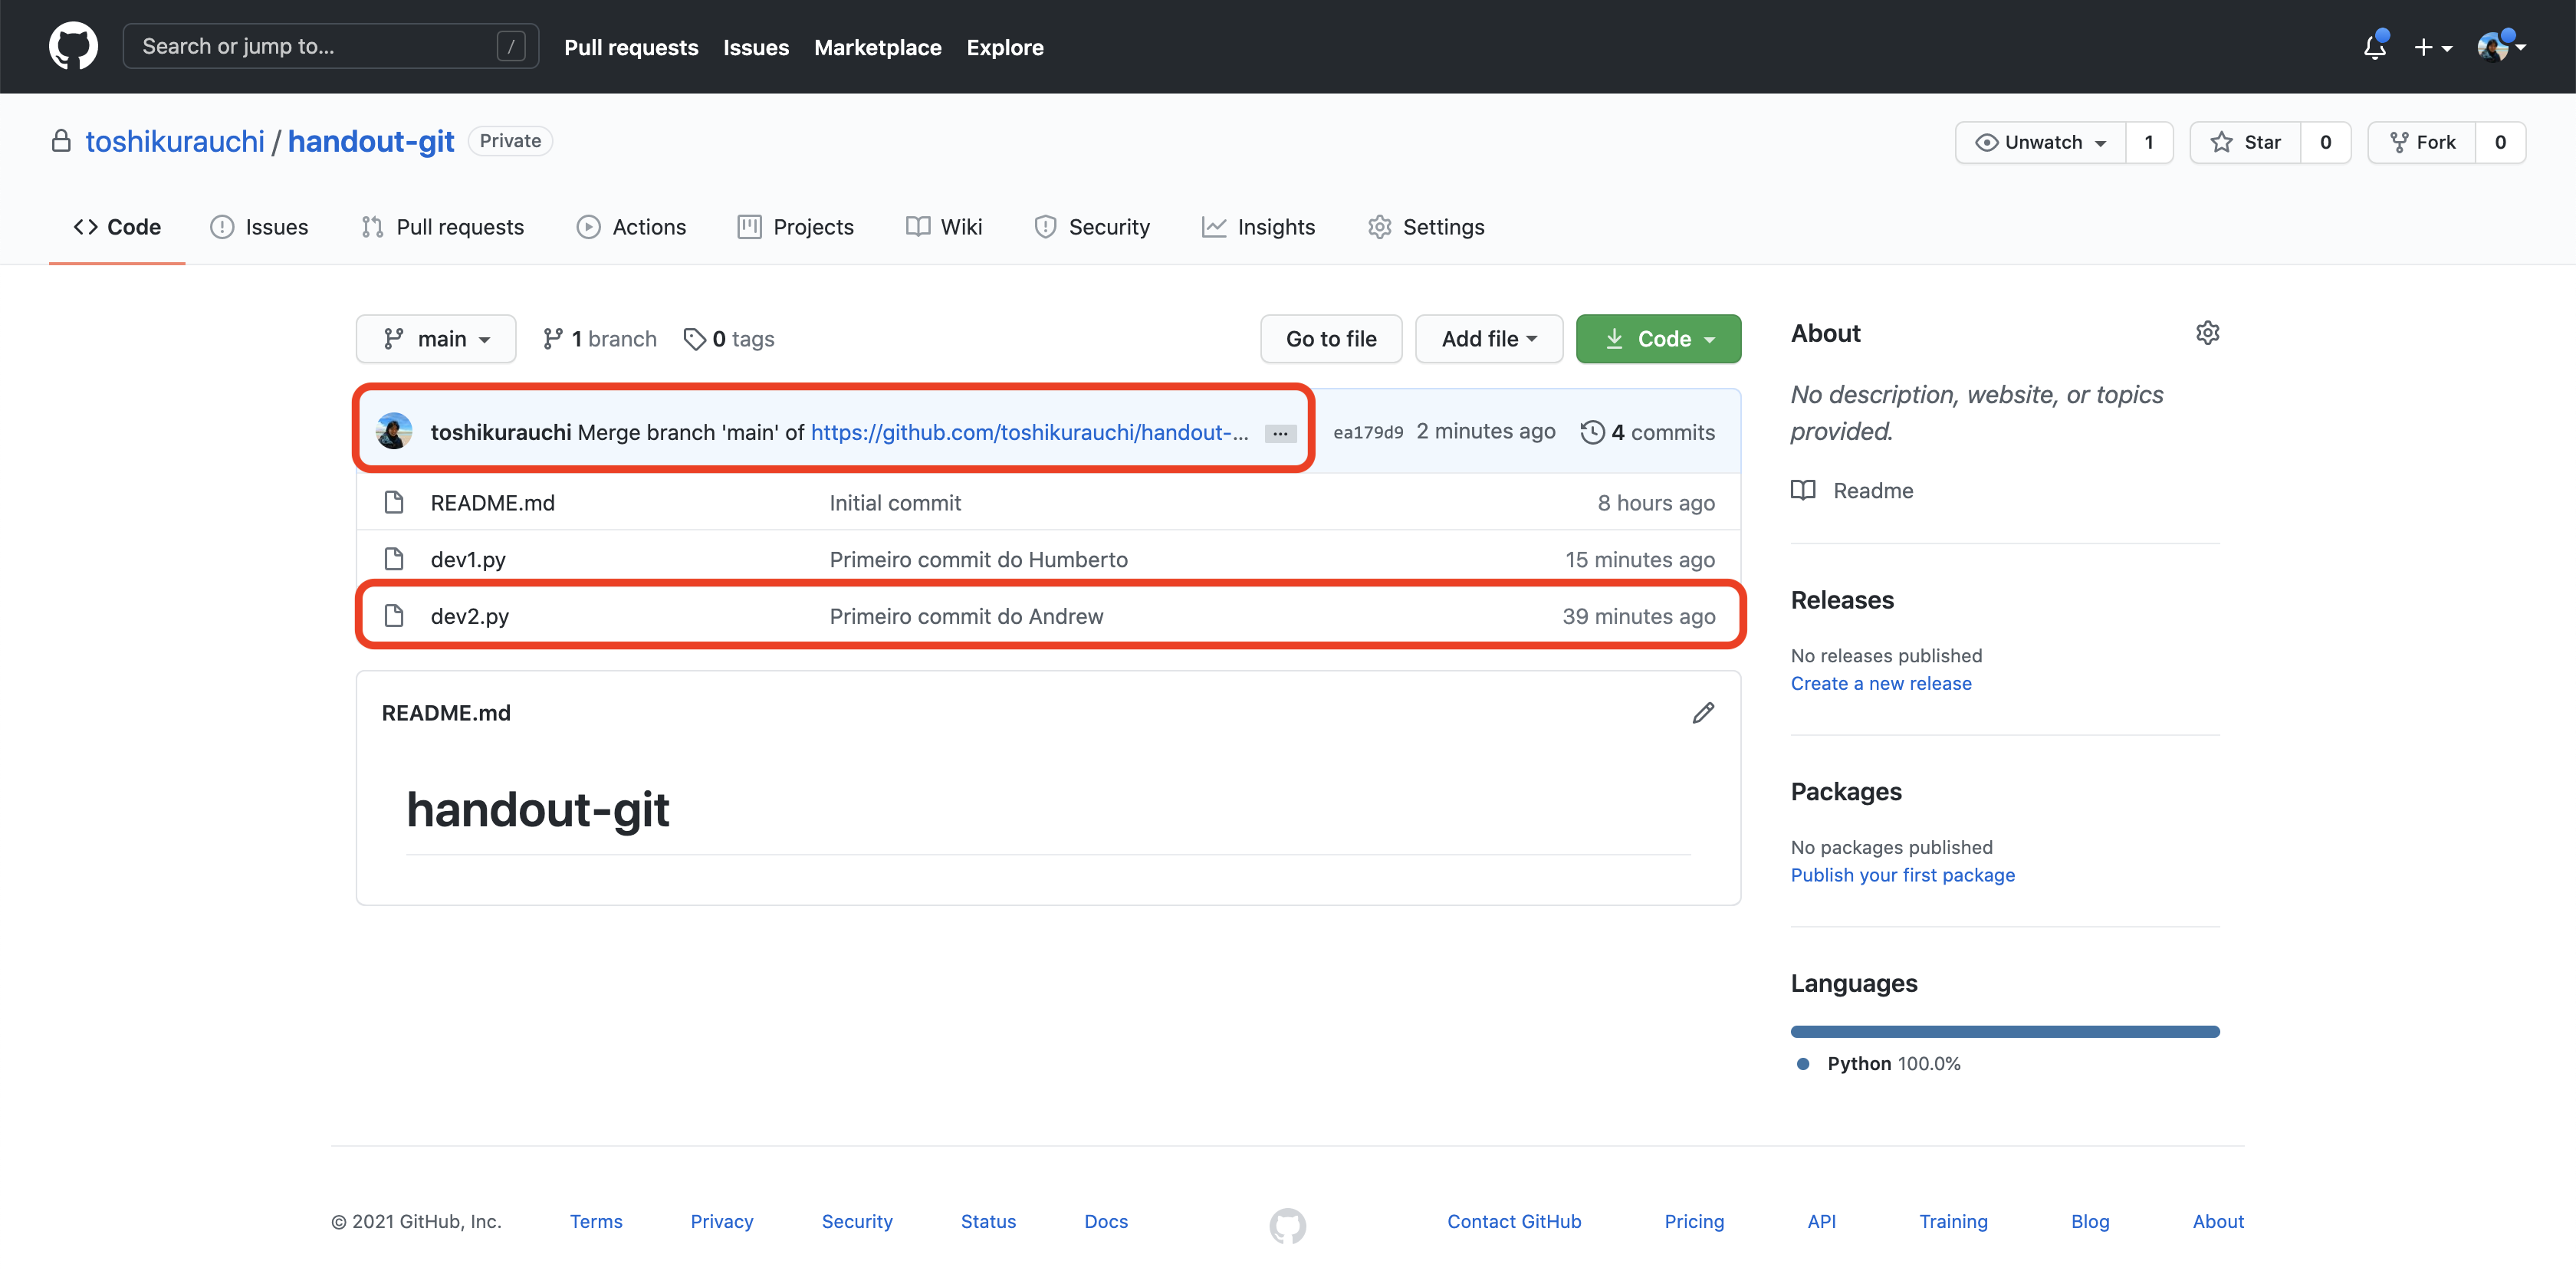 Search or jump to... /
Pull requests Issues Marketplace Explore
toshikurauchi / handout-git Private
Unwatch 1 Star 0 Fork 0
Code Issues Pull requests Actions Projects Wiki Security Insights Settings
main 1 branch 0 tags
Go to file Add file Code
toshikurauchi Merge branch 'main' of https://github.com/toshikurauchi/handout-... ... ea179d9 2 minutes ago 4 commits
README.md Initial commit 8 hours ago
dev1.py Primeiro commit do Humberto 15 minutes ago
dev2.py Primeiro commit do Andrew 39 minutes ago
README.md
handout-git
About
No description, website, or topics
provided.
Readme
Releases
No releases published
Create a new release
Packages
No packages published
Publish your first package
Languages
Python 100.0%
© 2021 GitHub, Inc. Terms Privacy Security Status Docs Contact GitHub Pricing API Training Blog About